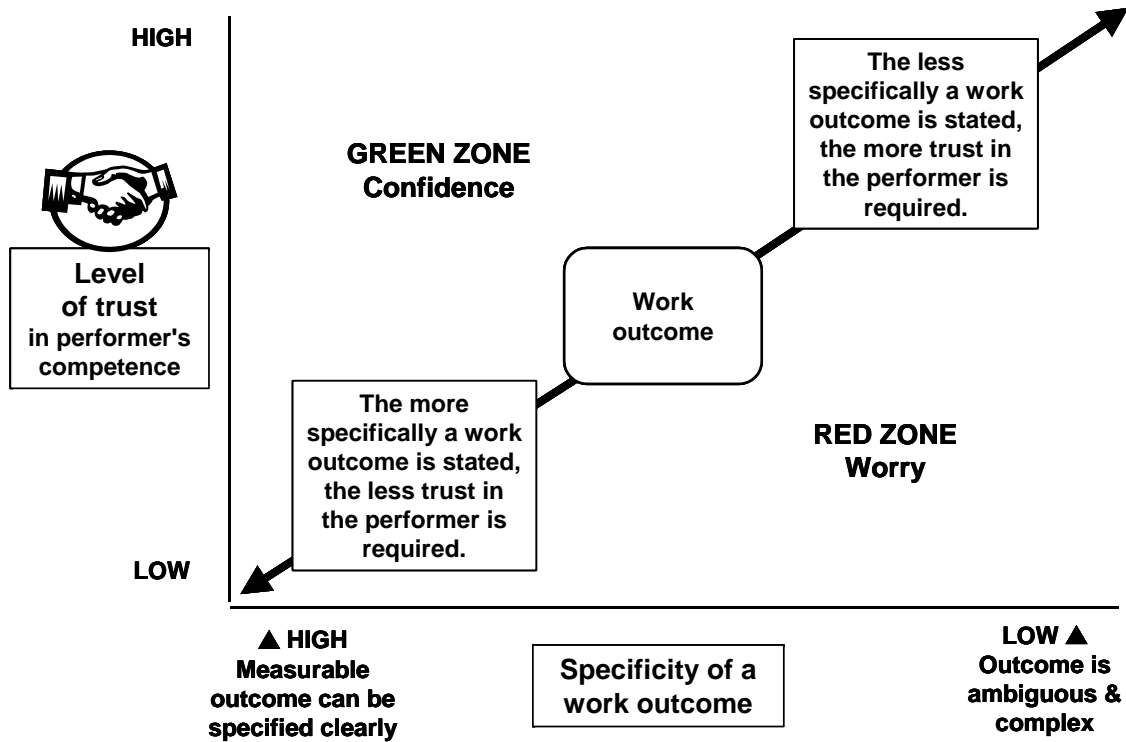 HIGH
The less
specifically a work
outcome is stated,
the more trust in
the performer is
required.
GREEN ZONE
Confidence
Level
of trust
in performer's
competence
Work
outcome
The more
specifically a work
outcome is stated,
the less trust in
the performer is
required.
RED ZONE
Worry
LOW
▲ HIGH
Measurable
outcome can be
specified clearly
Specificity of a
work outcome
LOW ▲
Outcome is
ambiguous &
complex